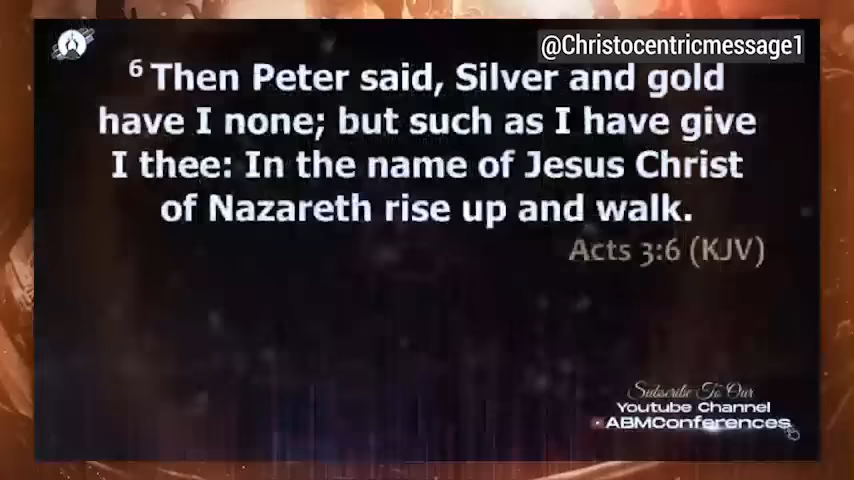 @Christocentricmessage1
6 Then Peter said, Silver and gold
have I none; but such as I have give
I thee: In the name of Jesus Christ
of Nazareth rise up and walk.
Acts 3:6 (KJV)
Subscribe To Our
Youtube Channel
ABMConferences